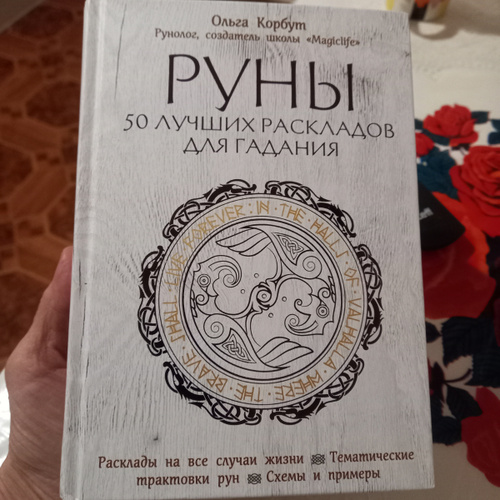 Ольга Корбут
Рунолог, создатель школы «Magiclife»
РУНЫ
50 ЛУЧШИХ РАСКЛАДОВ
ДЛЯ ГАДАНИЯ
IN · THE · HALLS · OF · VALHALLA · WHERE · THE · BRAVE · SHALL · LIVE · FOREVER :
Расклады на все случаи жизни Тематические
трактовки рун Схемы и примеры